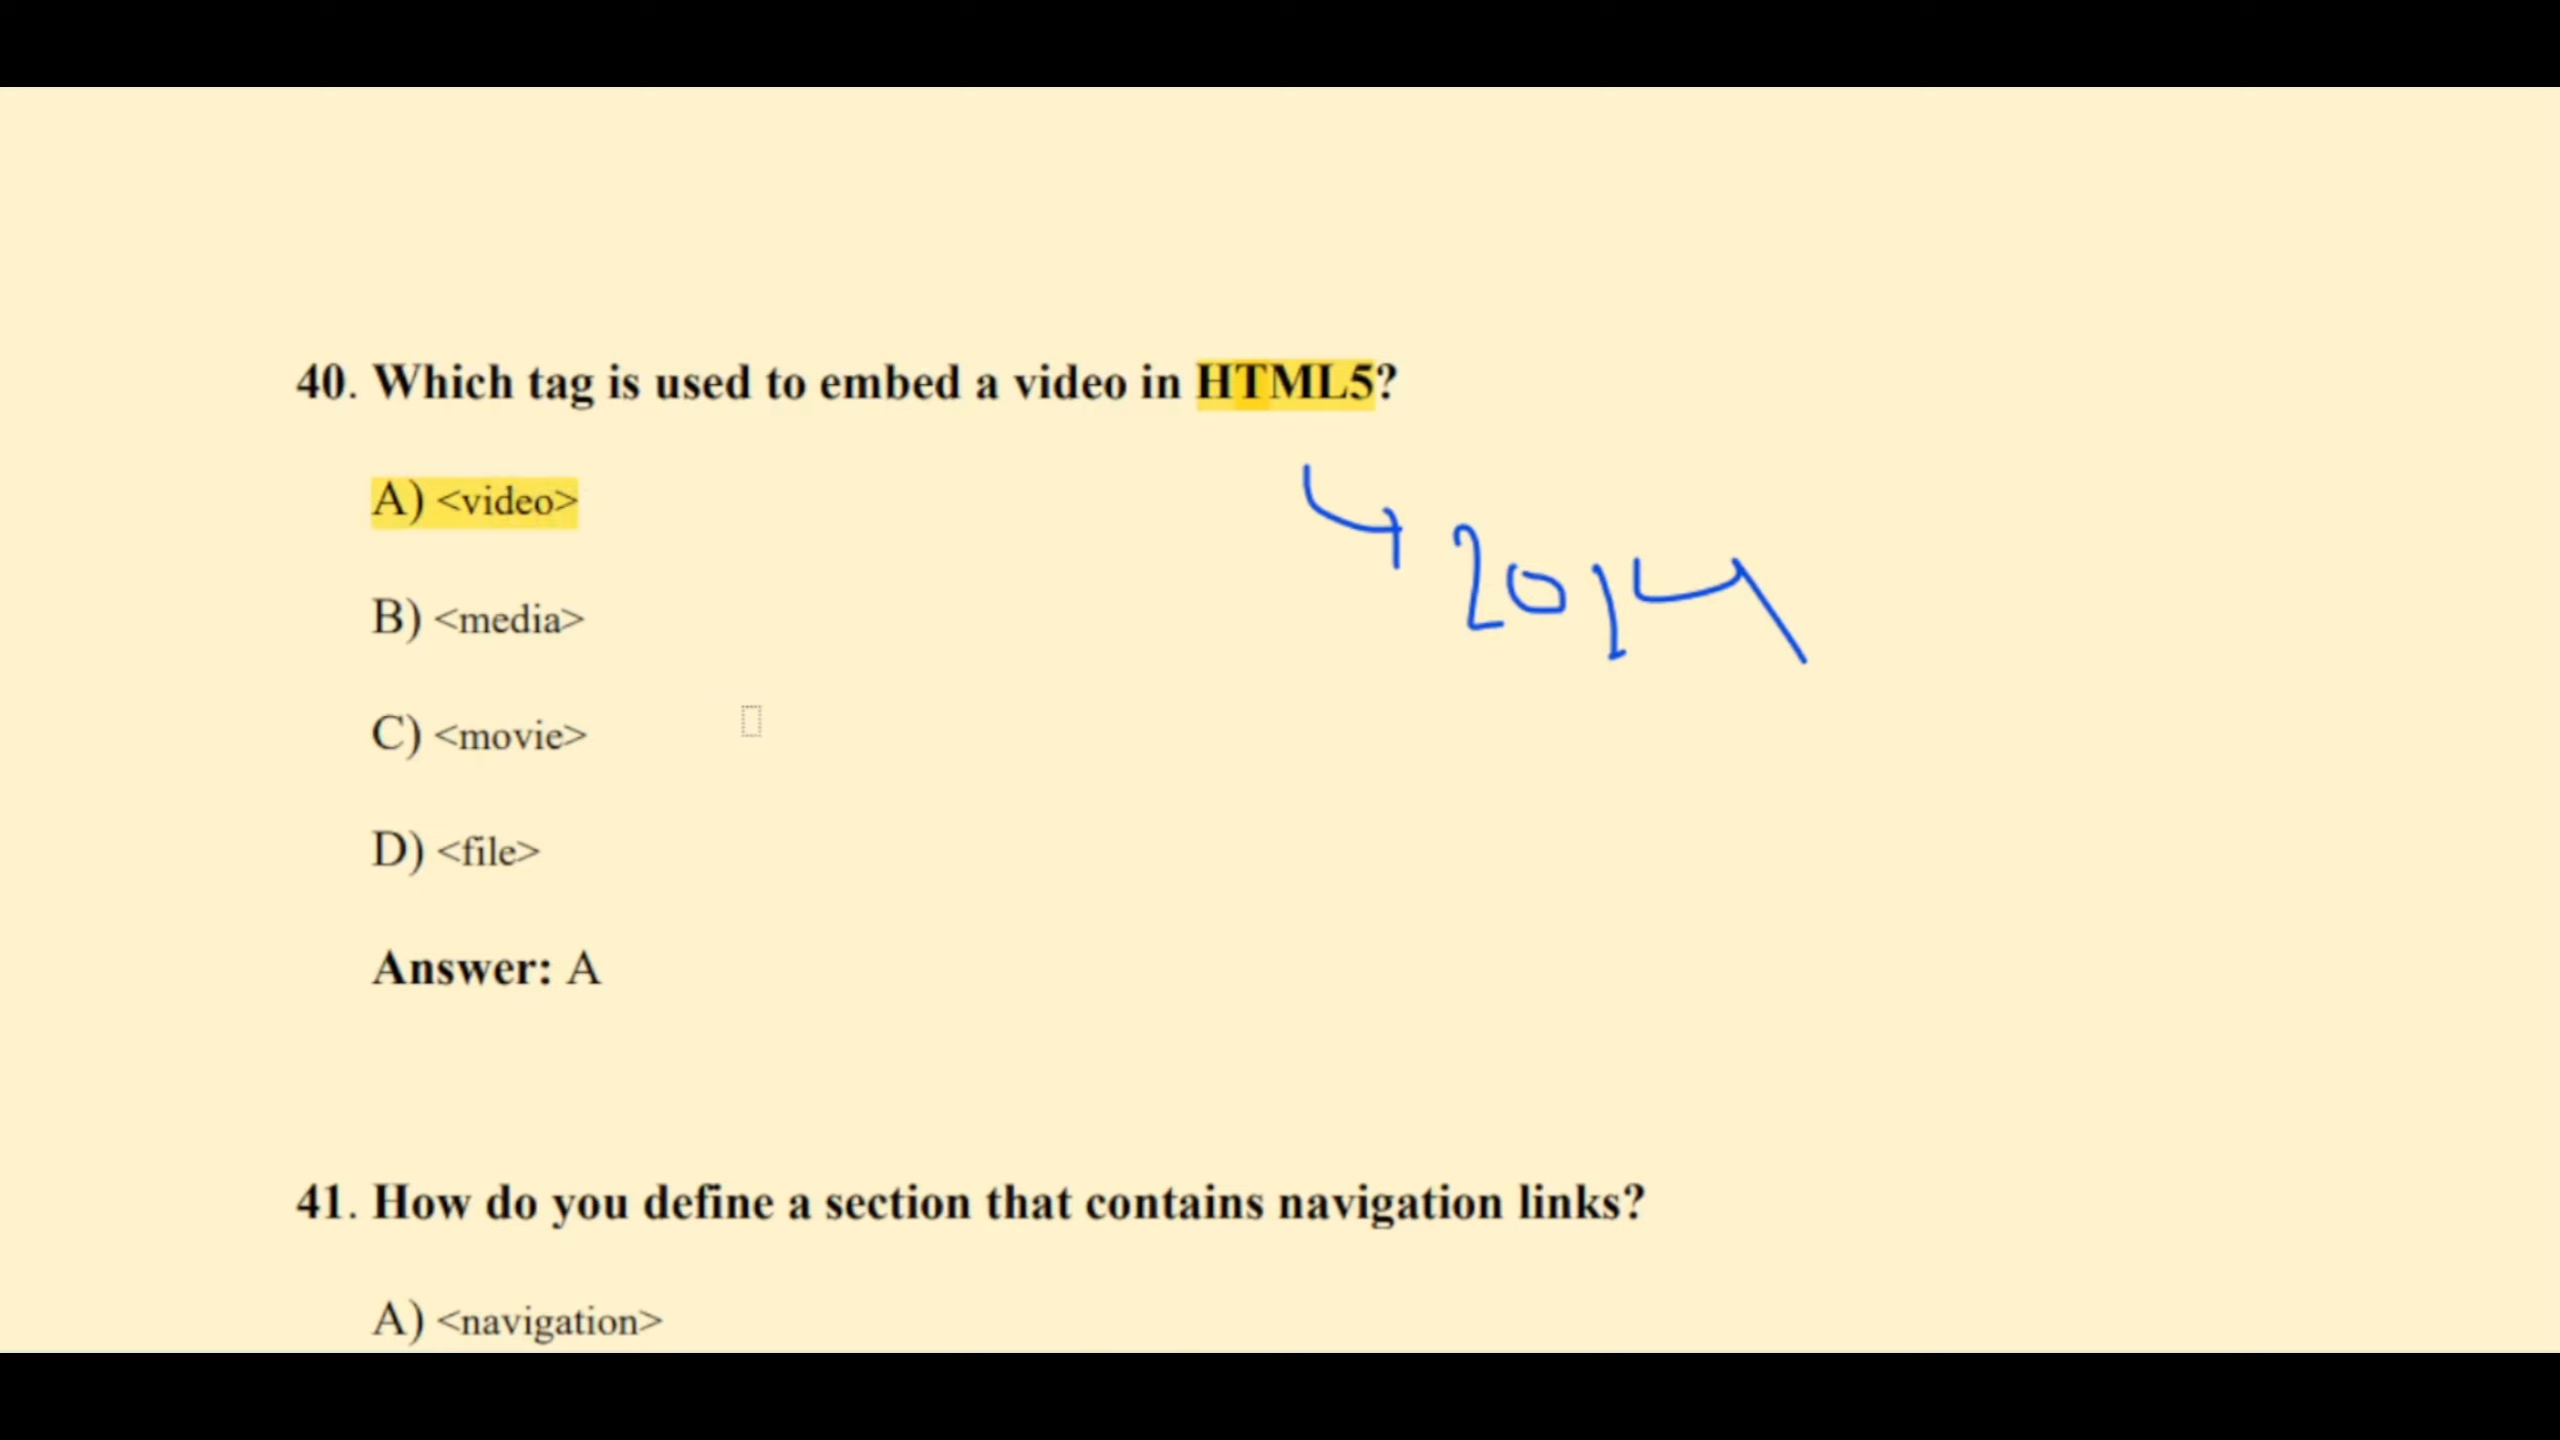 40. Which tag is used to embed a video in HTML5?
A) <video>
2014
B) <media>
C) <movie>
D) <file>
Answer: A
41. How do you define a section that contains navigation links?
A) <navigation>